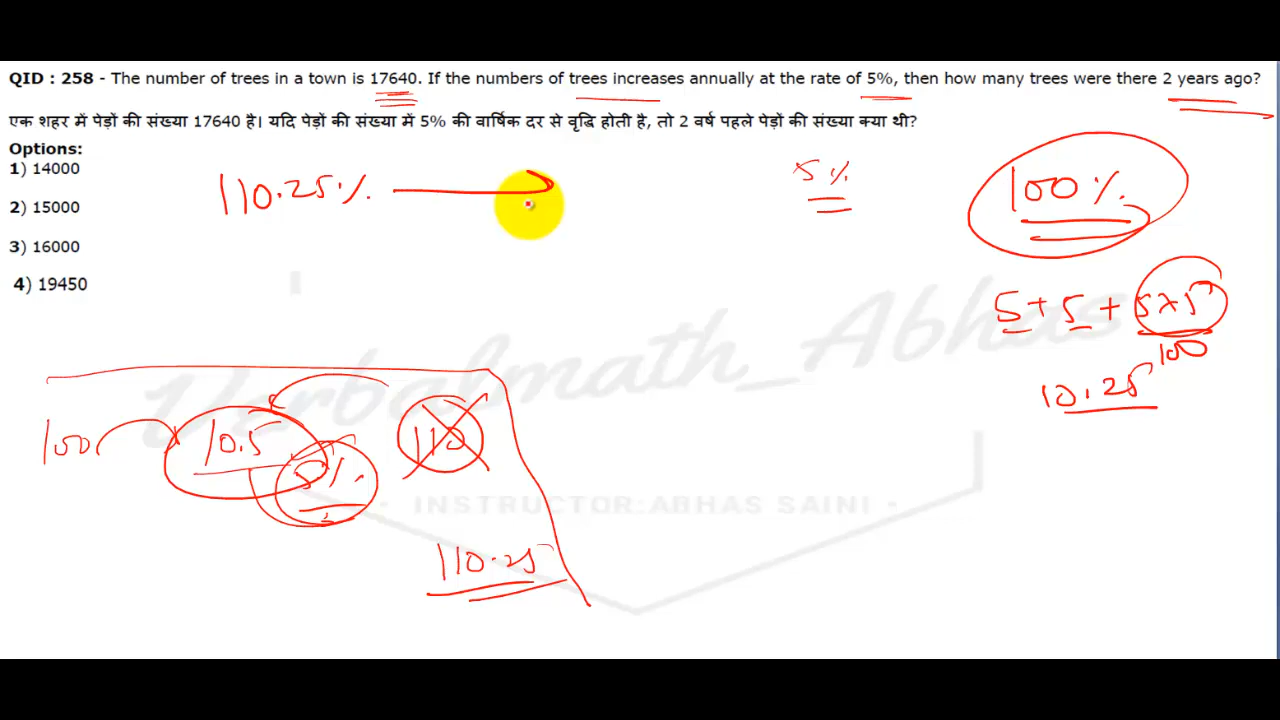 QID : 258 - The number of trees in a town is 17640. If the numbers of trees increases annually at the rate of 5%, then how many trees were there 2 years ago?
एक शहर में पेड़ों की संख्या 17640 है। यदि पेड़ों की संख्या में 5% की वार्षिक दर से वृद्धि होती है, तो 2 वर्ष पहले पेड़ों की संख्या क्या थी?
Options:
1) 14000
2) 15000
3) 16000
4) 19450
110.25%
5%
100%
5+5+5x5
100
10.25
100
10.5
110
5%
110.25
Verbalmath_Abhas
- INSTRUCTOR:ABHAS SAINI -